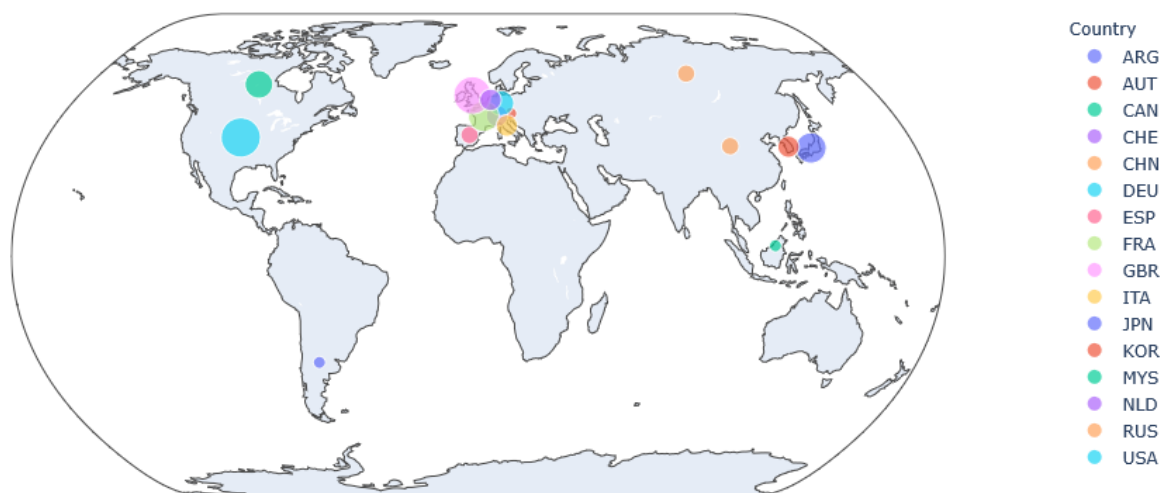 Country
ARG
AUT
CAN
CHE
CHN
DEU
ESP
FRA
GBR
ITA
JPN
KOR
MYS
NLD
RUS
USA